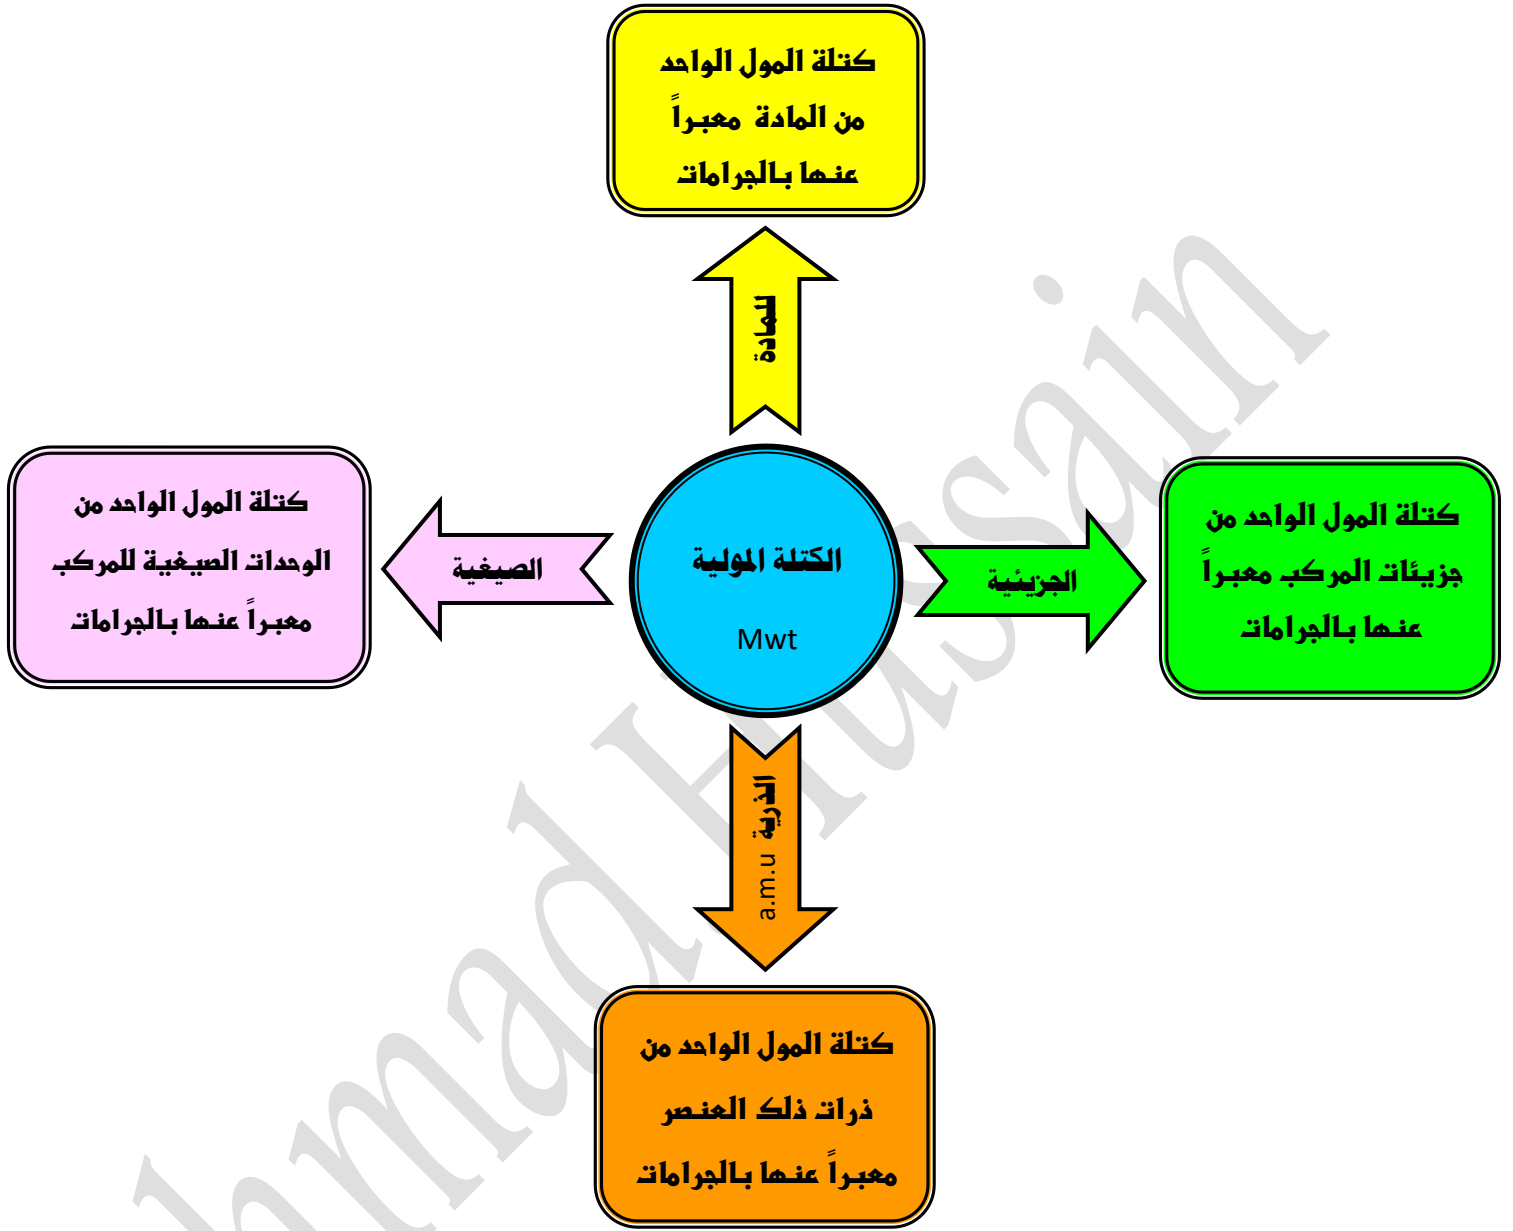 كتلة المول الواحد
من المادة معبراً
عنها بالجرامات
للمادة
كتلة المول الواحد من
جزيئات المركب معبراً
عنها بالجرامات
الجزيئية
الكتلة المولية
Mwt
الصيغية
كتلة المول الواحد من
الوحدات الصيغية للمركب
معبراً عنها بالجرامات
الذرية a.m.u
كتلة المول الواحد من
ذرات ذلك العنصر
معبراً عنها بالجرامات
hmad Husain